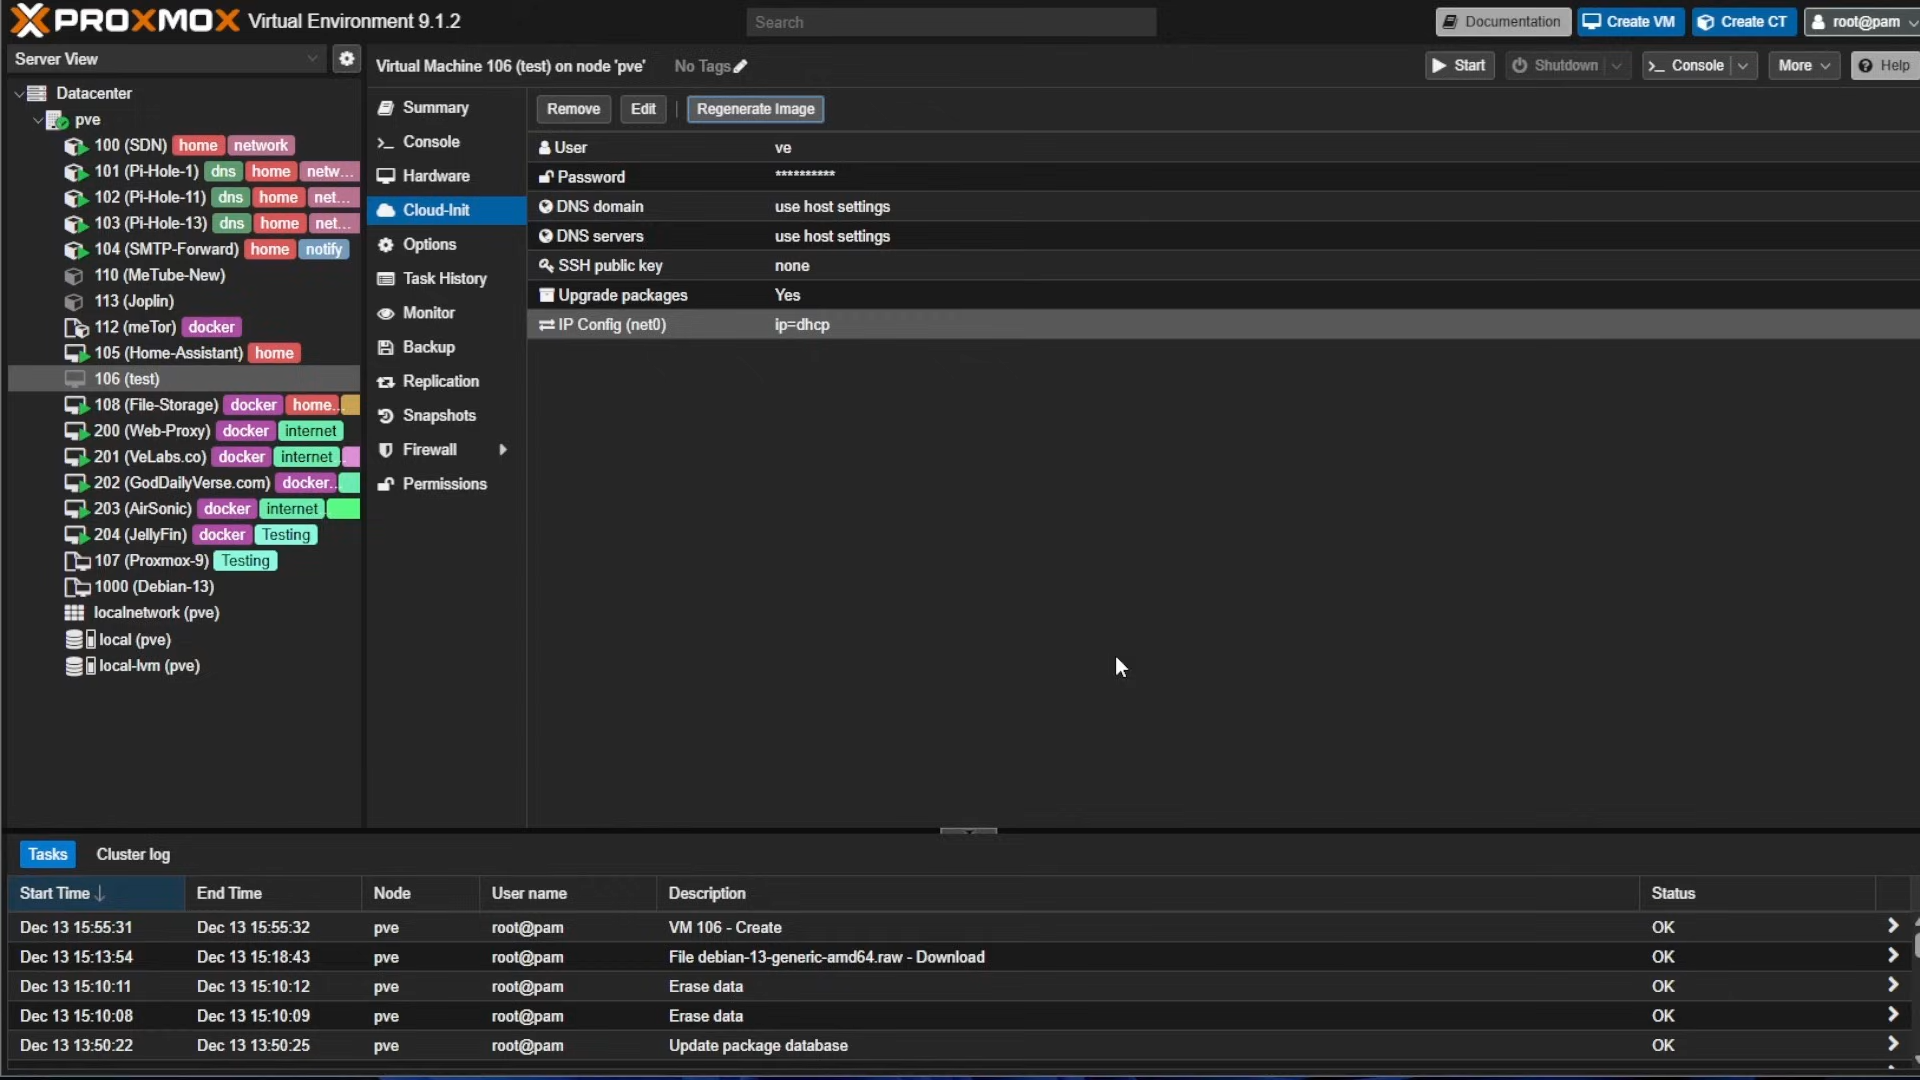 PROXMOX Virtual Environment 9.1.2
Search
Documentation
Create VM
Create CT
root@pam
Server View
Virtual Machine 106 (test) on node 'pve'
No Tags
Start
Shutdown
Console
More
Help
Datacenter
pve
100 (SDN) home network
101 (Pi-Hole-1) dns home netw...
102 (Pi-Hole-11) dns home net...
103 (Pi-Hole-13) dns home net...
104 (SMTP-Forward) home notify
110 (MeTube-New)
113 (Joplin)
112 (meTor) docker
105 (Home-Assistant) home
106 (test)
108 (File-Storage) docker home...
200 (Web-Proxy) docker internet
201 (VeLabs.co) docker internet
202 (GodDailyVerse.com) docker...
203 (AirSonic) docker internet
204 (JellyFin) docker Testing
107 (Proxmox-9) Testing
1000 (Debian-13)
localnetwork (pve)
local (pve)
local-lvm (pve)
Summary
Console
Hardware
Cloud-Init
Options
Task History
Monitor
Backup
Replication
Snapshots
Firewall
Permissions
Remove
Edit
Regenerate Image
User ve
Password **********
DNS domain use host settings
DNS servers use host settings
SSH public key none
Upgrade packages Yes
IP Config (net0) ip=dhcp
Tasks
Cluster log
Start Time End Time Node User name Description Status
Dec 13 15:55:31 Dec 13 15:55:32 pve root@pam VM 106 - Create OK
Dec 13 15:13:54 Dec 13 15:18:43 pve root@pam File debian-13-generic-amd64.raw - Download OK
Dec 13 15:10:11 Dec 13 15:10:12 pve root@pam Erase data OK
Dec 13 15:10:08 Dec 13 15:10:09 pve root@pam Erase data OK
Dec 13 13:50:22 Dec 13 13:50:25 pve root@pam Update package database OK